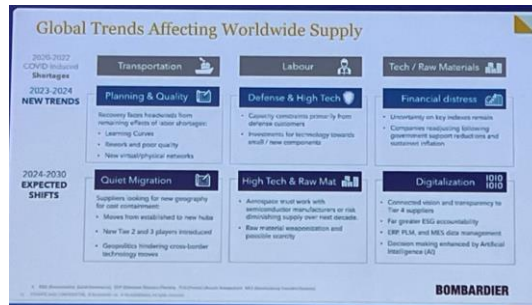 Global Trends Affecting Worldwide Supply
2020-2022
COVID Induced
Shortages
Transportation
Labour
Tech / Raw Materials
2023-2024
NEW TRENDS
Planning & Quality
Recovery faces headwinds from
remaining effects of labor shortages:
• Learning Curves
• Rework and poor quality
• New virtual/physical networks
Defense & High Tech
• Capacity constraints primarily from
defense customers
• Investments for technology towards
small / new components
Financial distress
• Uncertainty on key indexes remain
• Companies readjusting following
government support reductions and
sustained inflation
2024-2030
EXPECTED
SHIFTS
Quiet Migration
Suppliers looking for new geography
for cost containment:
• Moves from established to new hubs
• New Tier 2 and 3 players introduced
• Geopolitics hindering cross-border
technology moves
High Tech & Raw Mat
• Aerospace must work with
semiconductor manufacturers or risk
diminishing supply over next decade.
• Raw material weaponization and
possible scarcity
Digitalization
1010
1010
• Connected vision and transparency to
Tier 4 suppliers
• Far greater ESG accountability
• ERP, PLM, and MES data management
• Decision making enhanced by Artificial
Intelligence (AI)
BOMBARDIER